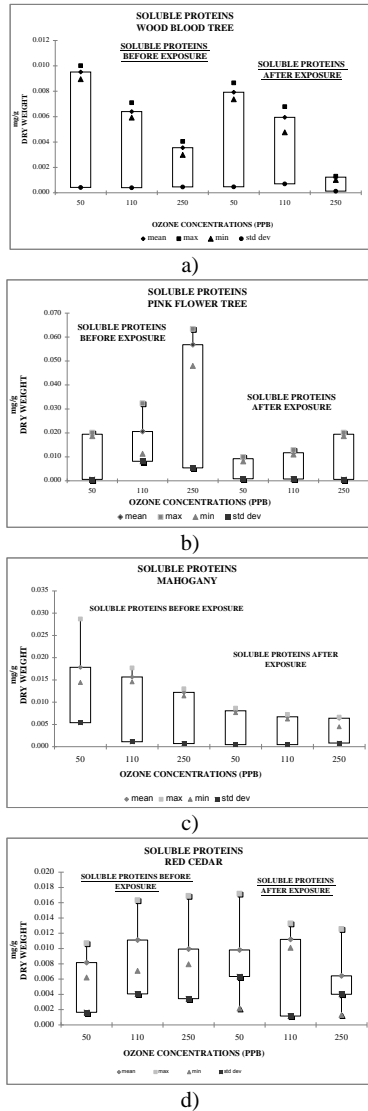 SOLUBLE PROTEINS
WOOD BLOOD TREE
SOLUBLE PROTEINS
BEFORE EXPOSURE
SOLUBLE PROTEINS
AFTER EXPOSURE
mg/g
DRY WEIGHT
0.012
0.010
0.008
0.006
0.004
0.002
0.000
50 110 250 50 110 250
OZONE CONCENTRATIONS (PPB)
mean max min std dev
a)
SOLUBLE PROTEINS
PINK FLOWER TREE
SOLUBLE PROTEINS
BEFORE EXPOSURE
SOLUBLE PROTEINS
AFTER EXPOSURE
mg/g
DRY WEIGHT
0.070
0.060
0.050
0.040
0.030
0.020
0.010
0.000
50 110 250 50 110 250
OZONE CONCENTRATIONS (PPB)
mean max min std dev
b)
SOLUBLE PROTEINS
MAHOGANY
SOLUBLE PROTEINS BEFORE EXPOSURE
SOLUBLE PROTEINS AFTER
EXPOSURE
mg/g
DRY WEIGHT
0.035
0.030
0.025
0.020
0.015
0.010
0.005
0.000
50 110 250 50 110 250
OZONE CONCENTRATIONS (PPB)
mean max min std dev
c)
SOLUBLE PROTEINS
RED CEDAR
SOLUBLE PROTEINS BEFORE
EXPOSURE
SOLUBLE PROTEINS
AFTER EXPOSURE
mg/g
DRY WEIGHT
0.020
0.018
0.016
0.014
0.012
0.010
0.008
0.006
0.004
0.002
0.000
50 110 250 50 110 250
OZONE CONCENTRATIONS (PPB)
mean max min std dev
d)